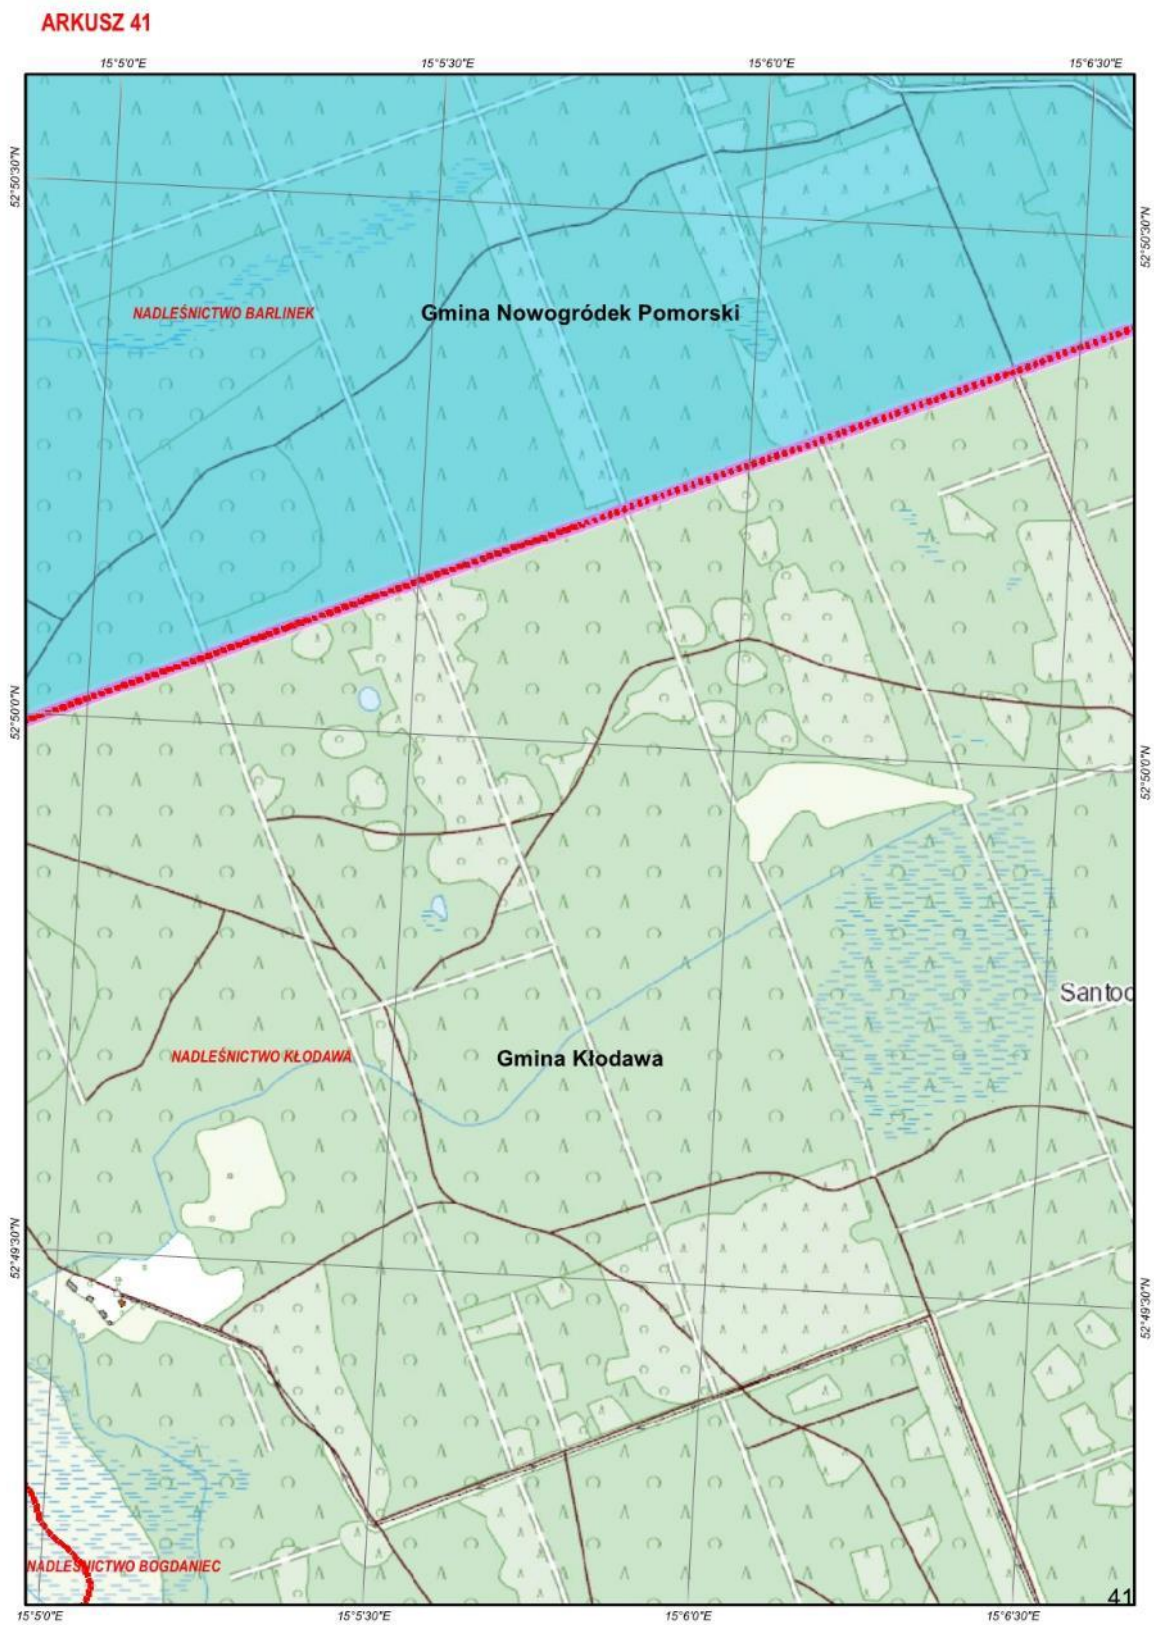 ARKUSZ 41
15°5'0"E
15°5'30"E
15°6'0"E
15°6'30"E
52°50'30"N
52°50'30"N
NADLEŚNICTWO BARLINEK
Gmina Nowogródek Pomorski
52°50'0"N
52°50'0"N
Santoc
NADLEŚNICTWO KŁODAWA
Gmina Kłodawa
52°49'30"N
52°49'30"N
NADLEŚNICTWO BOGDANIEC
41
15°5'0"E
15°5'30"E
15°6'0"E
15°6'30"E